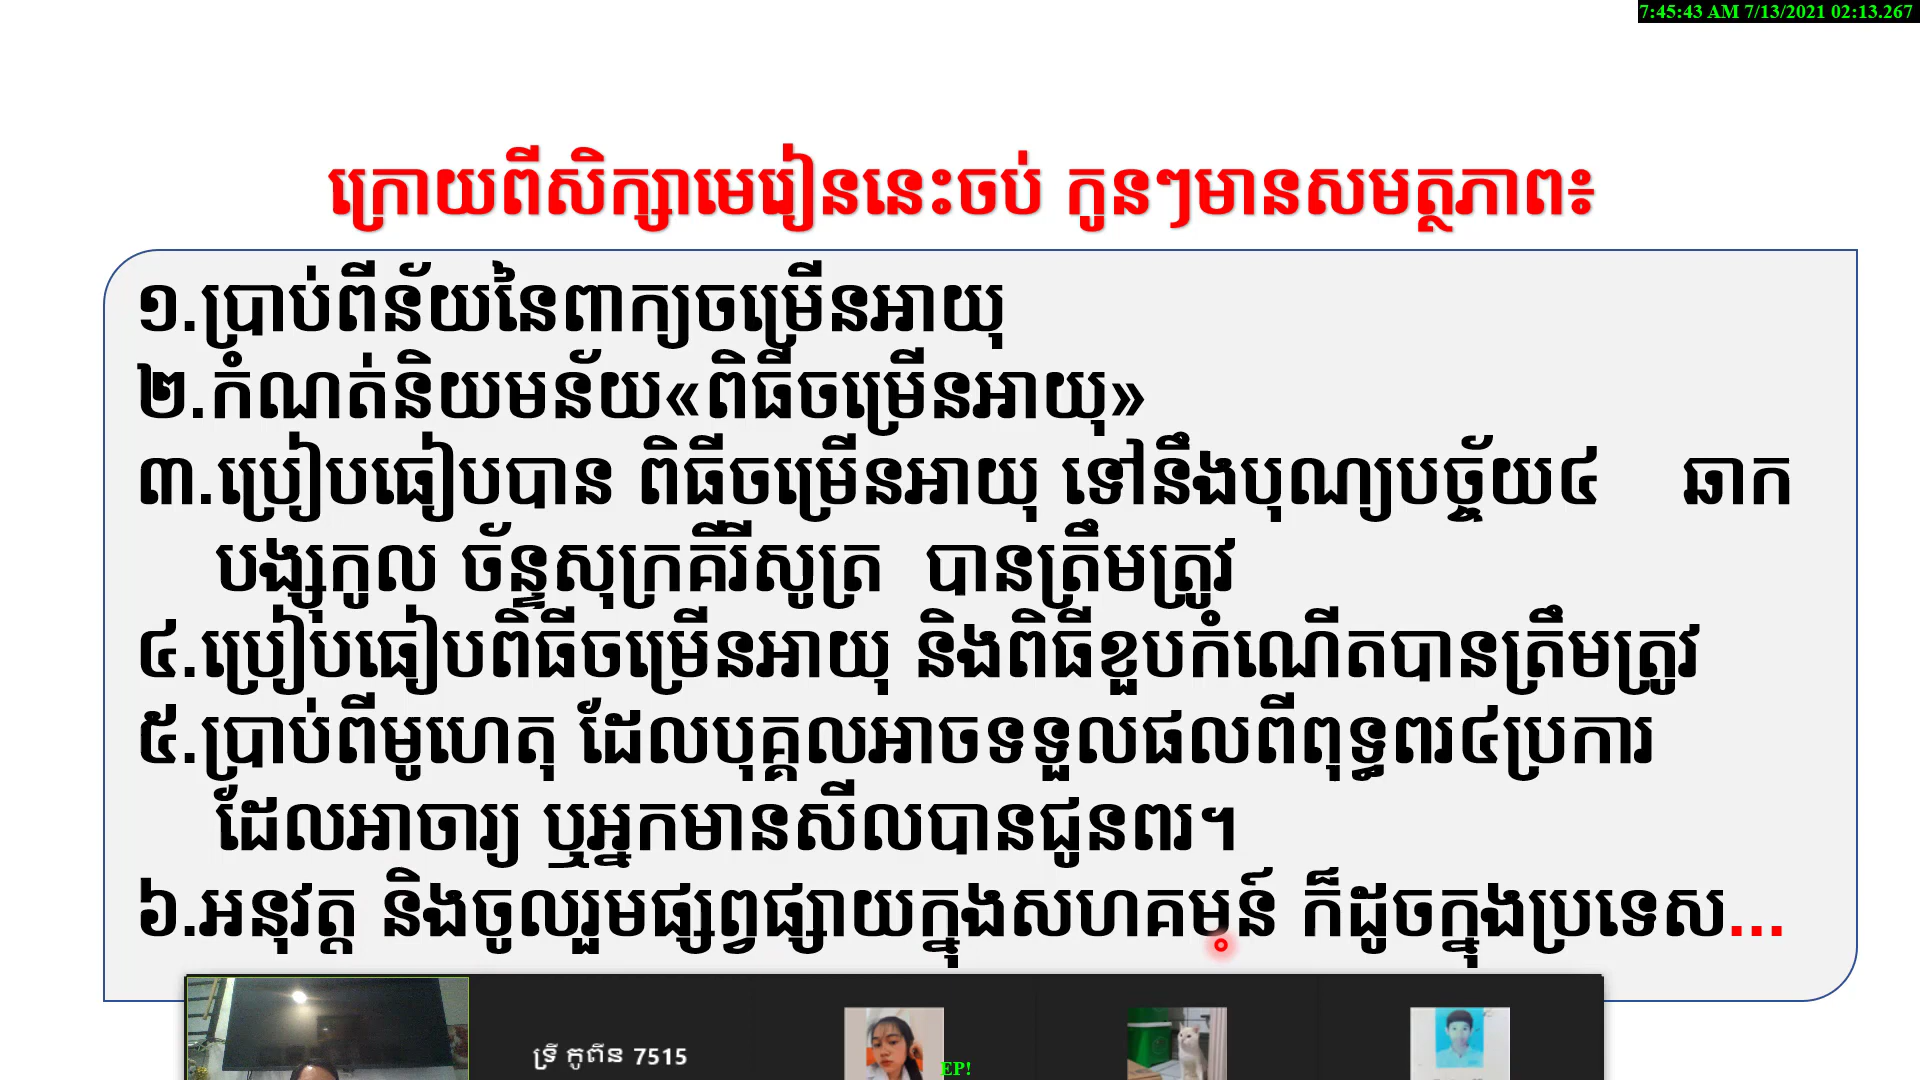 7:45:43 AM 7/13/2021 02:13.267
ក្រោយពីសិក្សាមេរៀននេះចប់ កូនៗមានសមត្ថភាព៖
១.ប្រាប់ពីន័យនៃពាក្យចម្រើនអាយុ
២.កំណត់និយមន័យ«ពិធីចម្រើនអាយុ»
៣.ប្រៀបធៀបបាន ពិធីចម្រើនអាយុ ទៅនឹងបុណ្យបច្ច័យ៤ ឆាក
បង្សុកូល ច័ន្ទសុក្រគីរីសូត្រ បានត្រឹមត្រូវ
៤.ប្រៀបធៀបពិធីចម្រើនអាយុ និងពិធីខួបកំណើតបានត្រឹមត្រូវ
៥.ប្រាប់ពីមូហេតុ ដែលបុគ្គលអាចទទួលផលពីពុទ្ធពរ៤ប្រការ
ដែលអាចារ្យ ឬអ្នកមានសីលបានជូនពរ។
៦.អនុវត្ត និងចូលរួមផ្សព្វផ្សាយក្នុងសហគមន៍ ក៏ដូចក្នុងប្រទេស...
ទ្រី កូពីន 7515
EP!